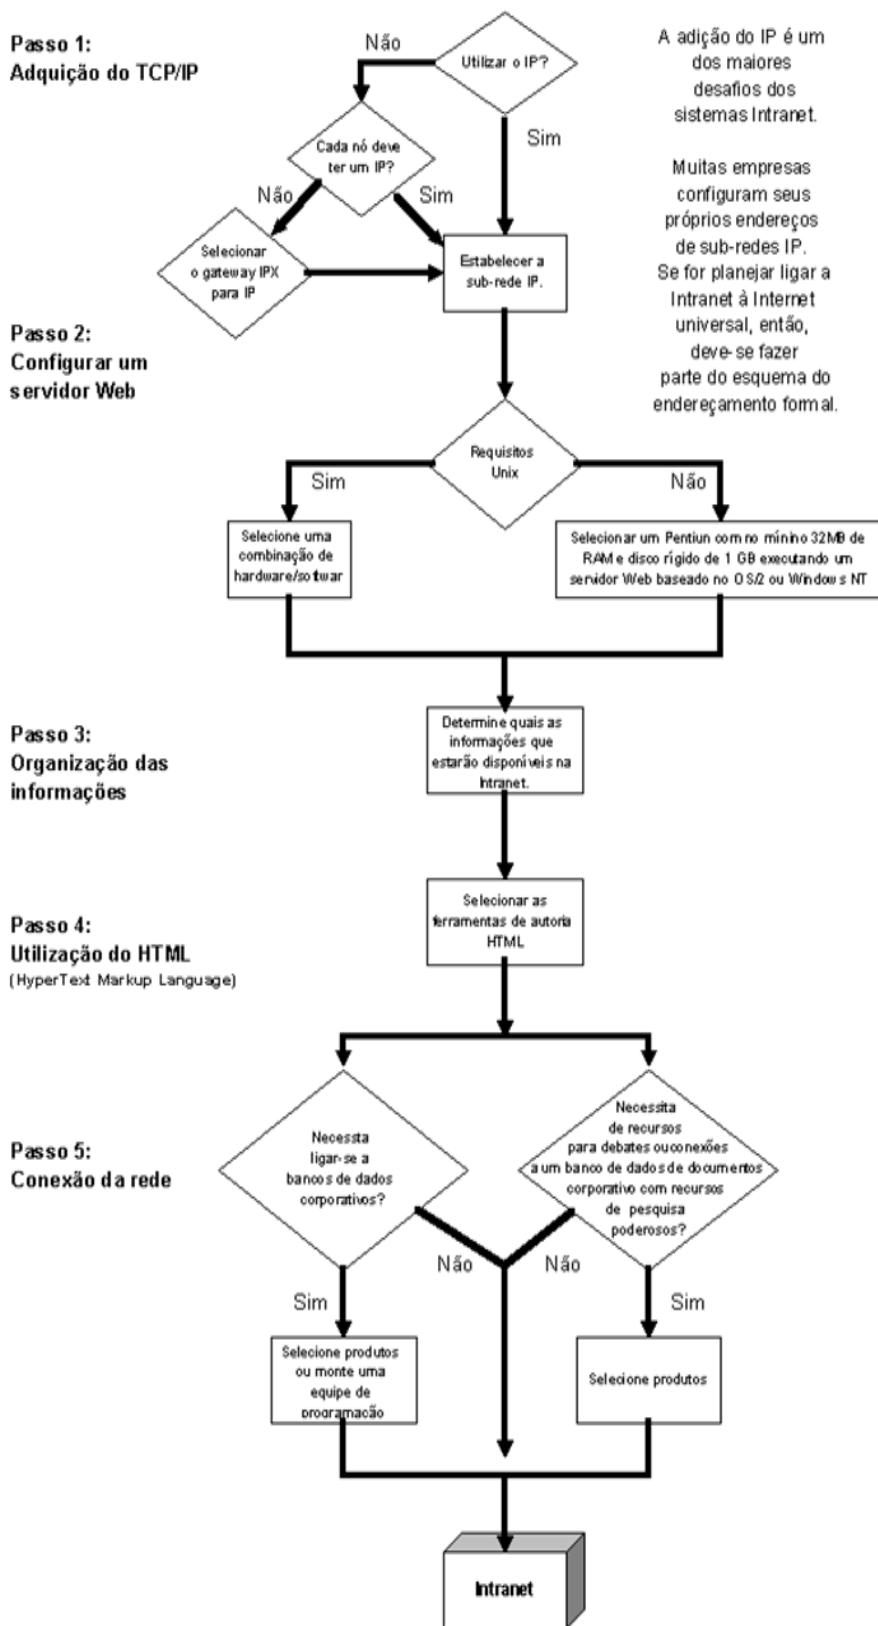 Passo 1:
Adquição do TCP/IP
Não
Utilizar o IP?
A adição do IP é um
dos maiores
desafios dos
sistemas Intranet.
Sim
Cada nó deve
ter um IP?
Não
Sim
Muitas empresas
configuram seus
próprios endereços
de sub-redes IP.
Se for planejar ligar a
Intranet à Internet
universal, então,
deve-se fazer
parte do esquema do
endereçamento formal.
Selecionar
o gateway IPX
para IP
Estabelecer a
sub-rede IP.
Passo 2:
Configurar um
servidor Web
Requisitos
Unix
Sim
Não
Selecione uma
combinação de
hardware/softwar
Selecionar um Pentiun com no mínino 32MB de
RAM e disco rígido de 1 GB executando um
servidor Web baseado no OS/2 ou Windows NT
Passo 3:
Organização das
informações
Determine quais as
informações que
estarão disponíveis na
Intranet.
Passo 4:
Utilização do HTML
(HyperText Markup Language)
Selecionar as
ferramentas de autoria
HTML
Passo 5:
Conexão da rede
Necessta
ligar-se a
bancos de dados
corporativos?
Necessita
de recursos
para debates ou conexões
a um banco de dados de documentos
corporativo com recursos
de pesquisa
poderosos?
Não
Não
Sim
Sim
Selecione produtos
ou monte uma
equipe de
programação
Selecione produtos
Intranet